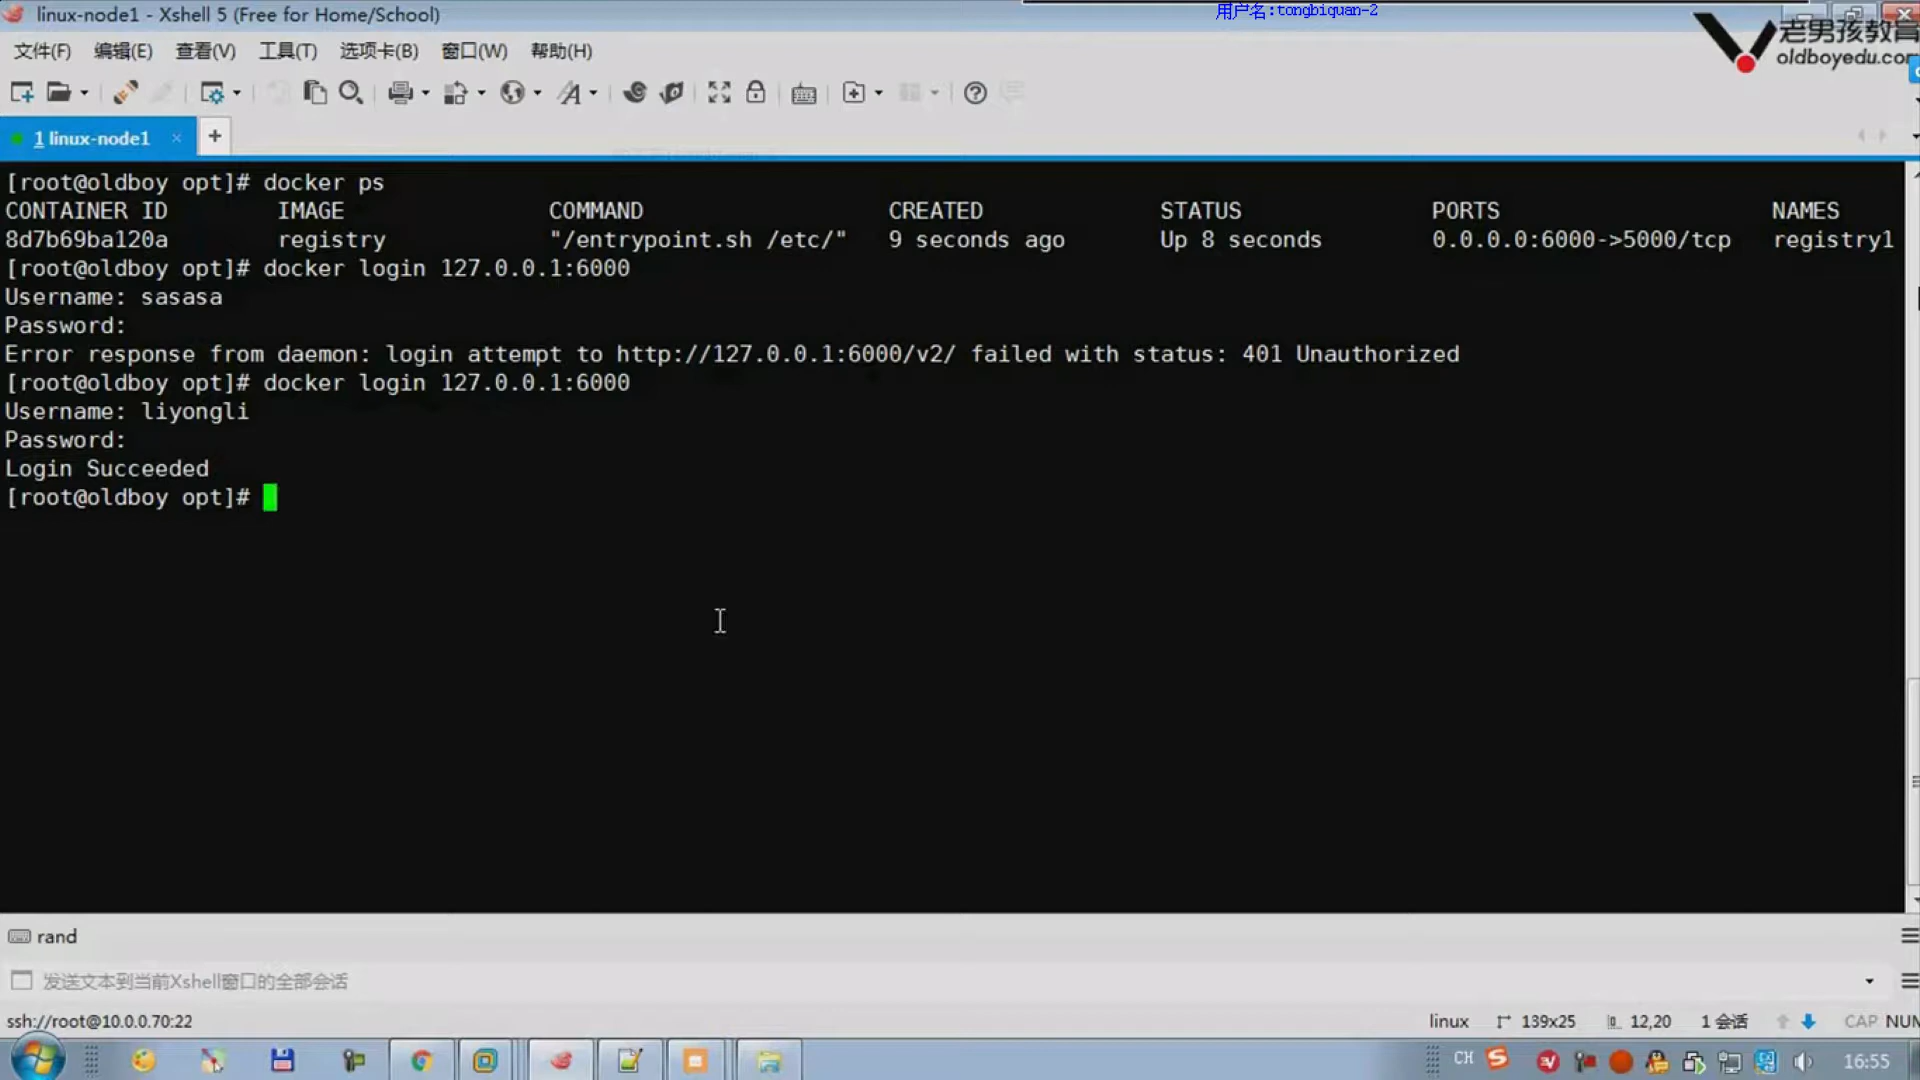 linux-node1 - Xshell 5 (Free for Home/School)
用户名:tongbiquan-2
老男孩教育
oldboyedu.com
文件(F) 编辑(E) 查看(V) 工具(T) 选项卡(B) 窗口(W) 帮助(H)
1 linux-node1
[root@oldboy opt]# docker ps
CONTAINER ID IMAGE COMMAND CREATED STATUS PORTS NAMES
8d7b69ba120a registry "/entrypoint.sh /etc/" 9 seconds ago Up 8 seconds 0.0.0.0:6000->5000/tcp registry1
[root@oldboy opt]# docker login 127.0.0.1:6000
Username: sasasa
Password:
Error response from daemon: login attempt to http://127.0.0.1:6000/v2/ failed with status: 401 Unauthorized
[root@oldboy opt]# docker login 127.0.0.1:6000
Username: liyongli
Password:
Login Succeeded
[root@oldboy opt]#
rand
发送文本到当前Xshell窗口的全部会话
ssh://root@10.0.0.70:22 linux 139x25 12,20 1 会话 CAP NUM
CH 16:55